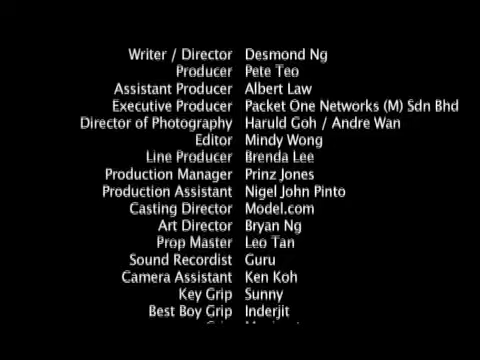 Writer / Director Desmond Ng
Producer Pete Teo
Assistant Producer Albert Law
Executive Producer Packet One Networks (M) Sdn Bhd
Director of Photography Haruld Goh / Andre Wan
Editor Mindy Wong
Line Producer Brenda Lee
Production Manager Prinz Jones
Production Assistant Nigel John Pinto
Casting Director Model.com
Art Director Bryan Ng
Prop Master Leo Tan
Sound Recordist Guru
Camera Assistant Ken Koh
Key Grip Sunny
Best Boy Grip Inderjit